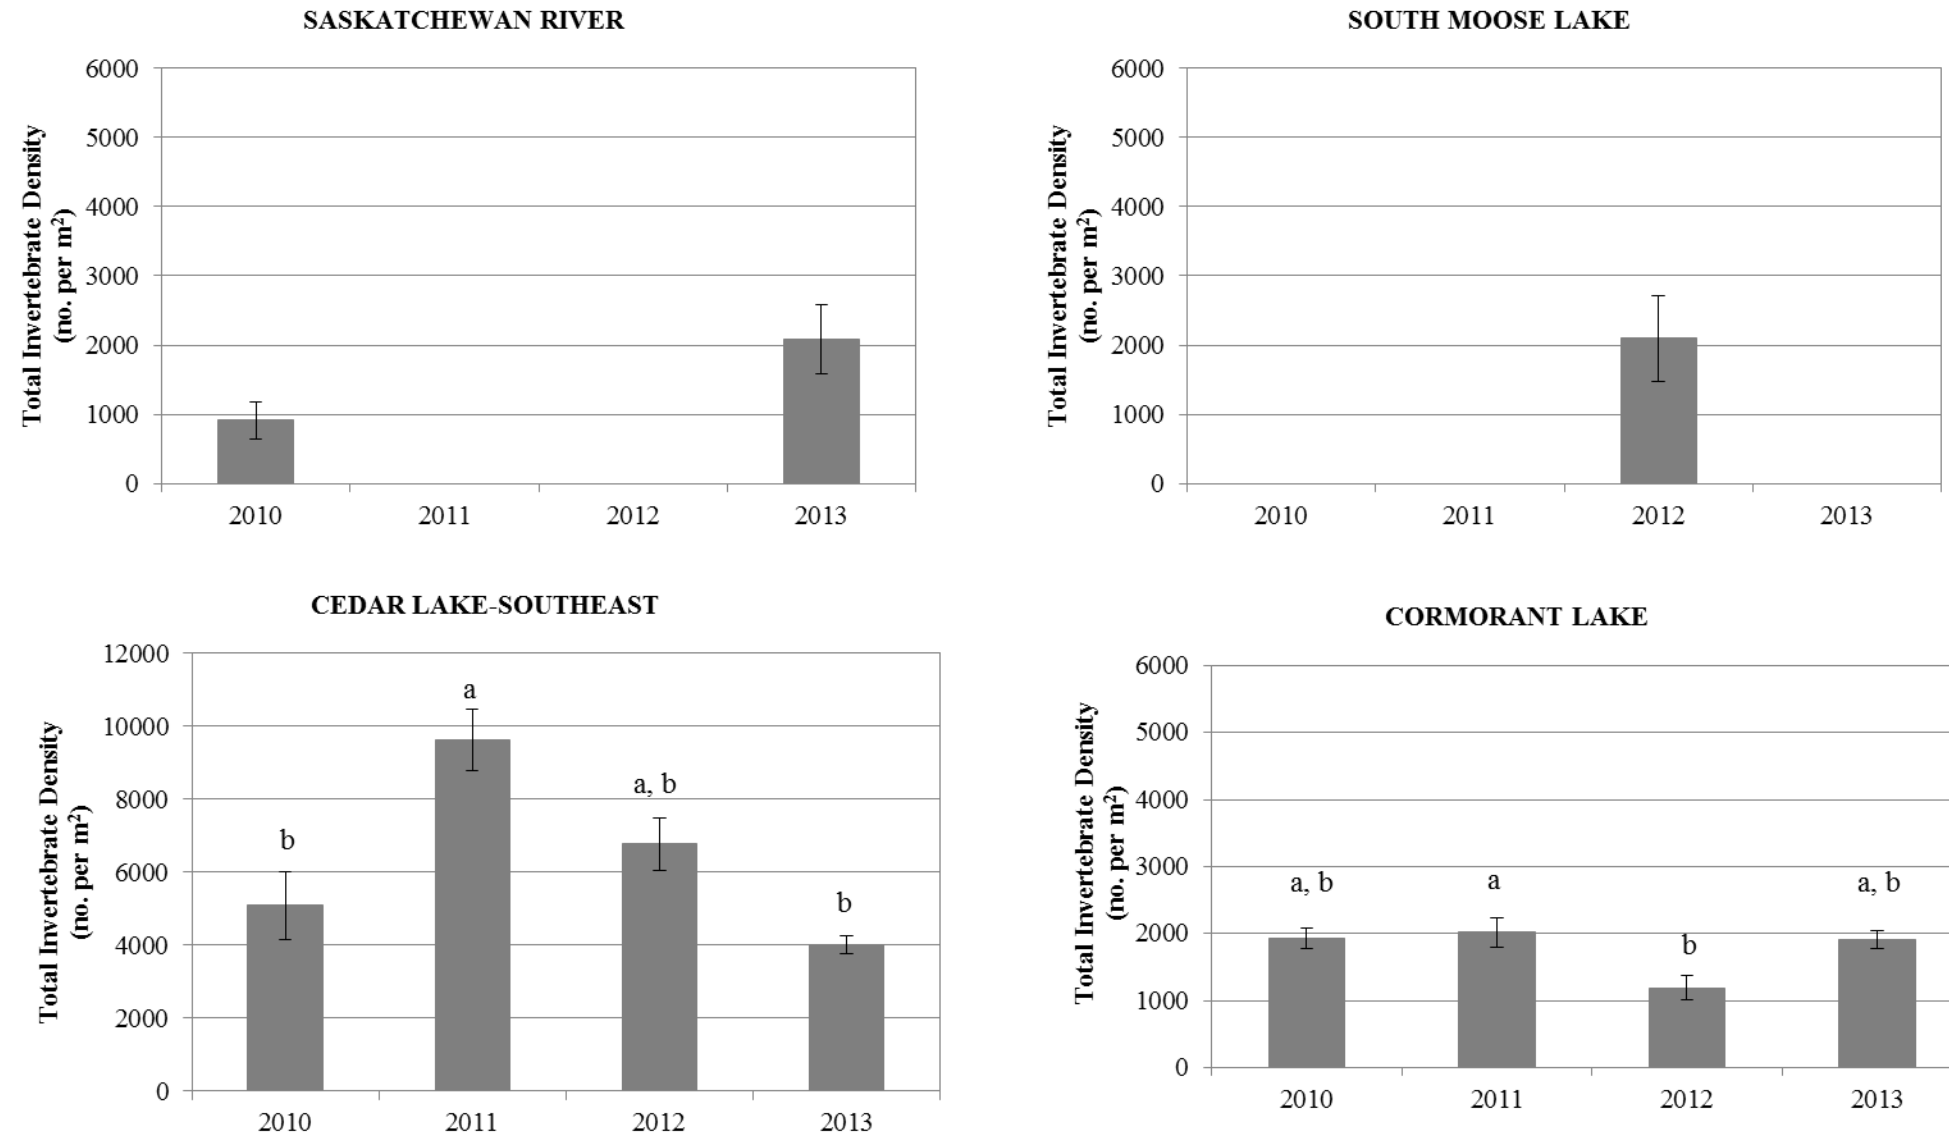 SASKATCHEWAN RIVER
Total Invertebrate Density
(no. per m²)
6000
5000
4000
3000
2000
1000
0
2010 2011 2012 2013
SOUTH MOOSE LAKE
Total Invertebrate Density
(no. per m²)
6000
5000
4000
3000
2000
1000
0
2010 2011 2012 2013
CEDAR LAKE-SOUTHEAST
Total Invertebrate Density
(no. per m²)
12000
10000
8000
6000
4000
2000
0
b a a, b b
2010 2011 2012 2013
CORMORANT LAKE
Total Invertebrate Density
(no. per m²)
6000
5000
4000
3000
2000
1000
0
a, b a b a, b
2010 2011 2012 2013